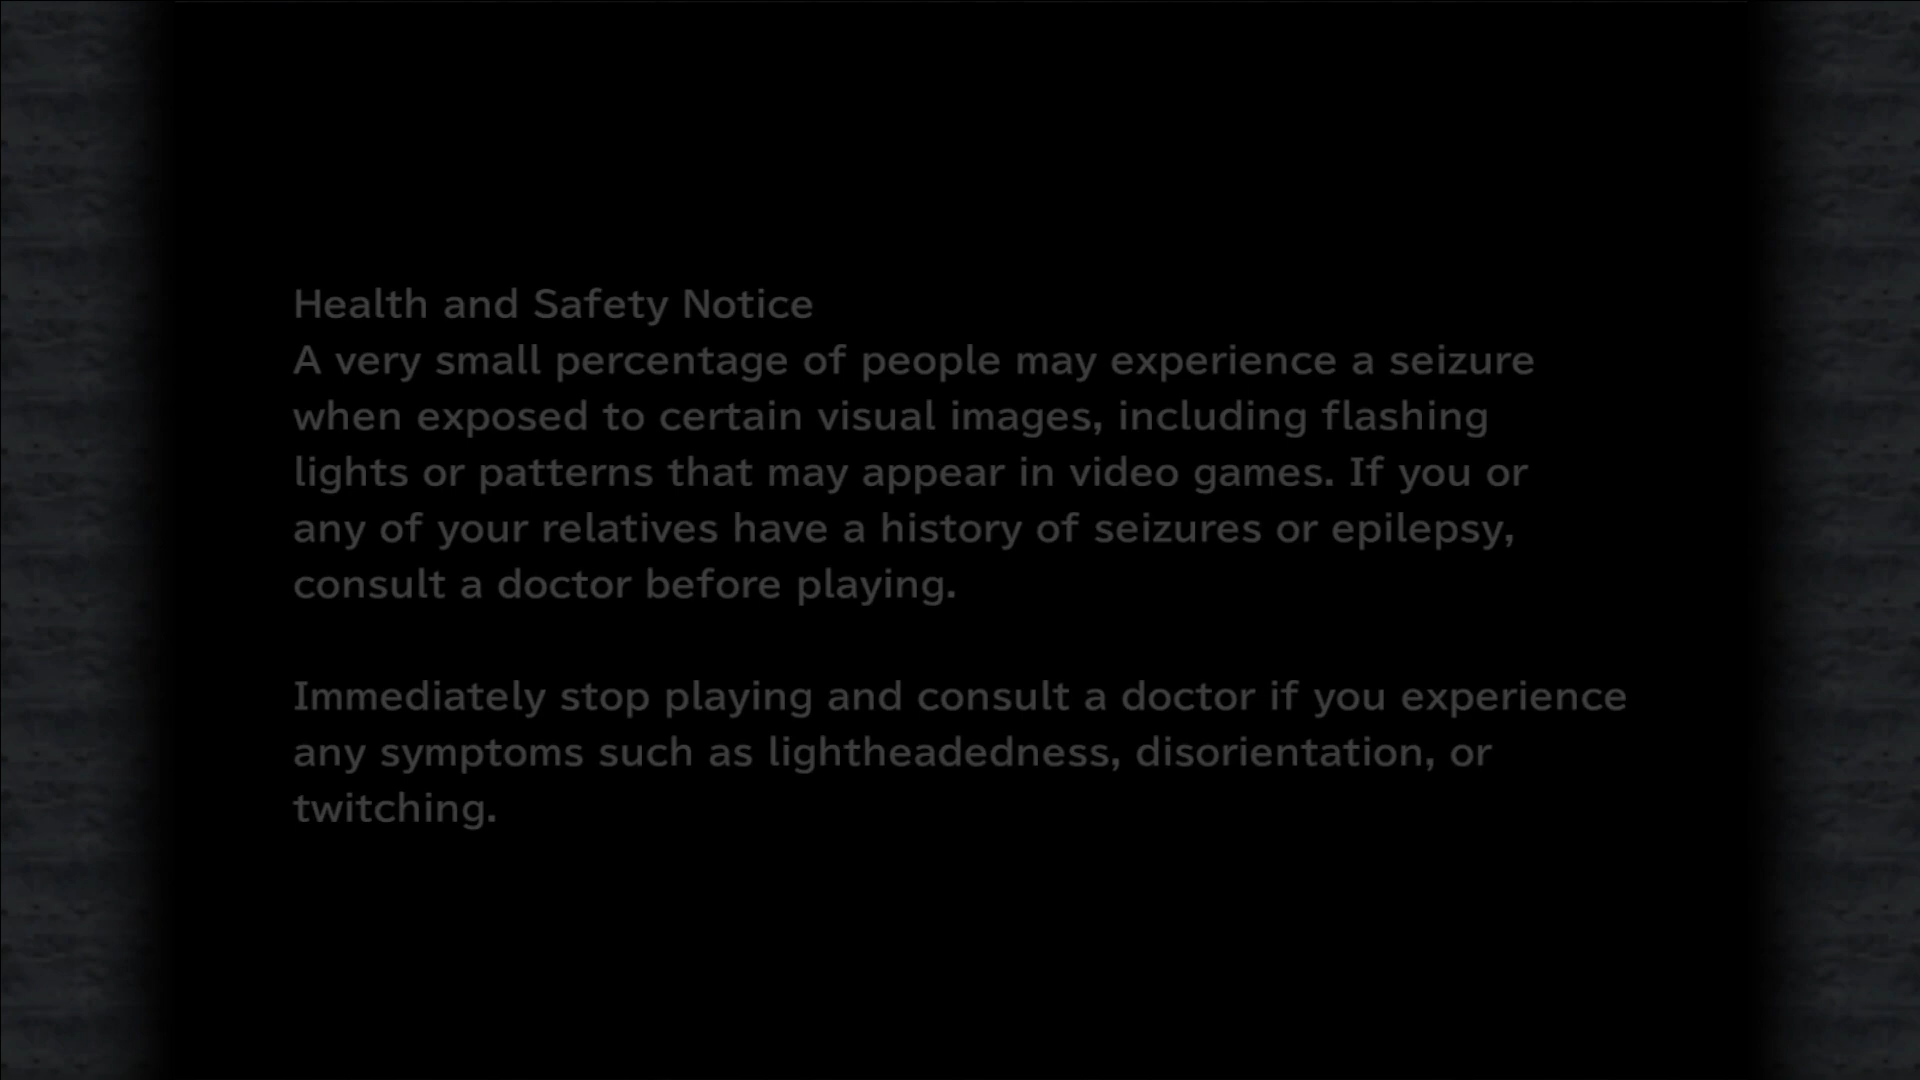 Health and Safety Notice
A very small percentage of people may experience a seizure
when exposed to certain visual images, including flashing
lights or patterns that may appear in video games. If you or
any of your relatives have a history of seizures or epilepsy,
consult a doctor before playing.
Immediately stop playing and consult a doctor if you experience
any symptoms such as lightheadedness, disorientation, or
twitching.